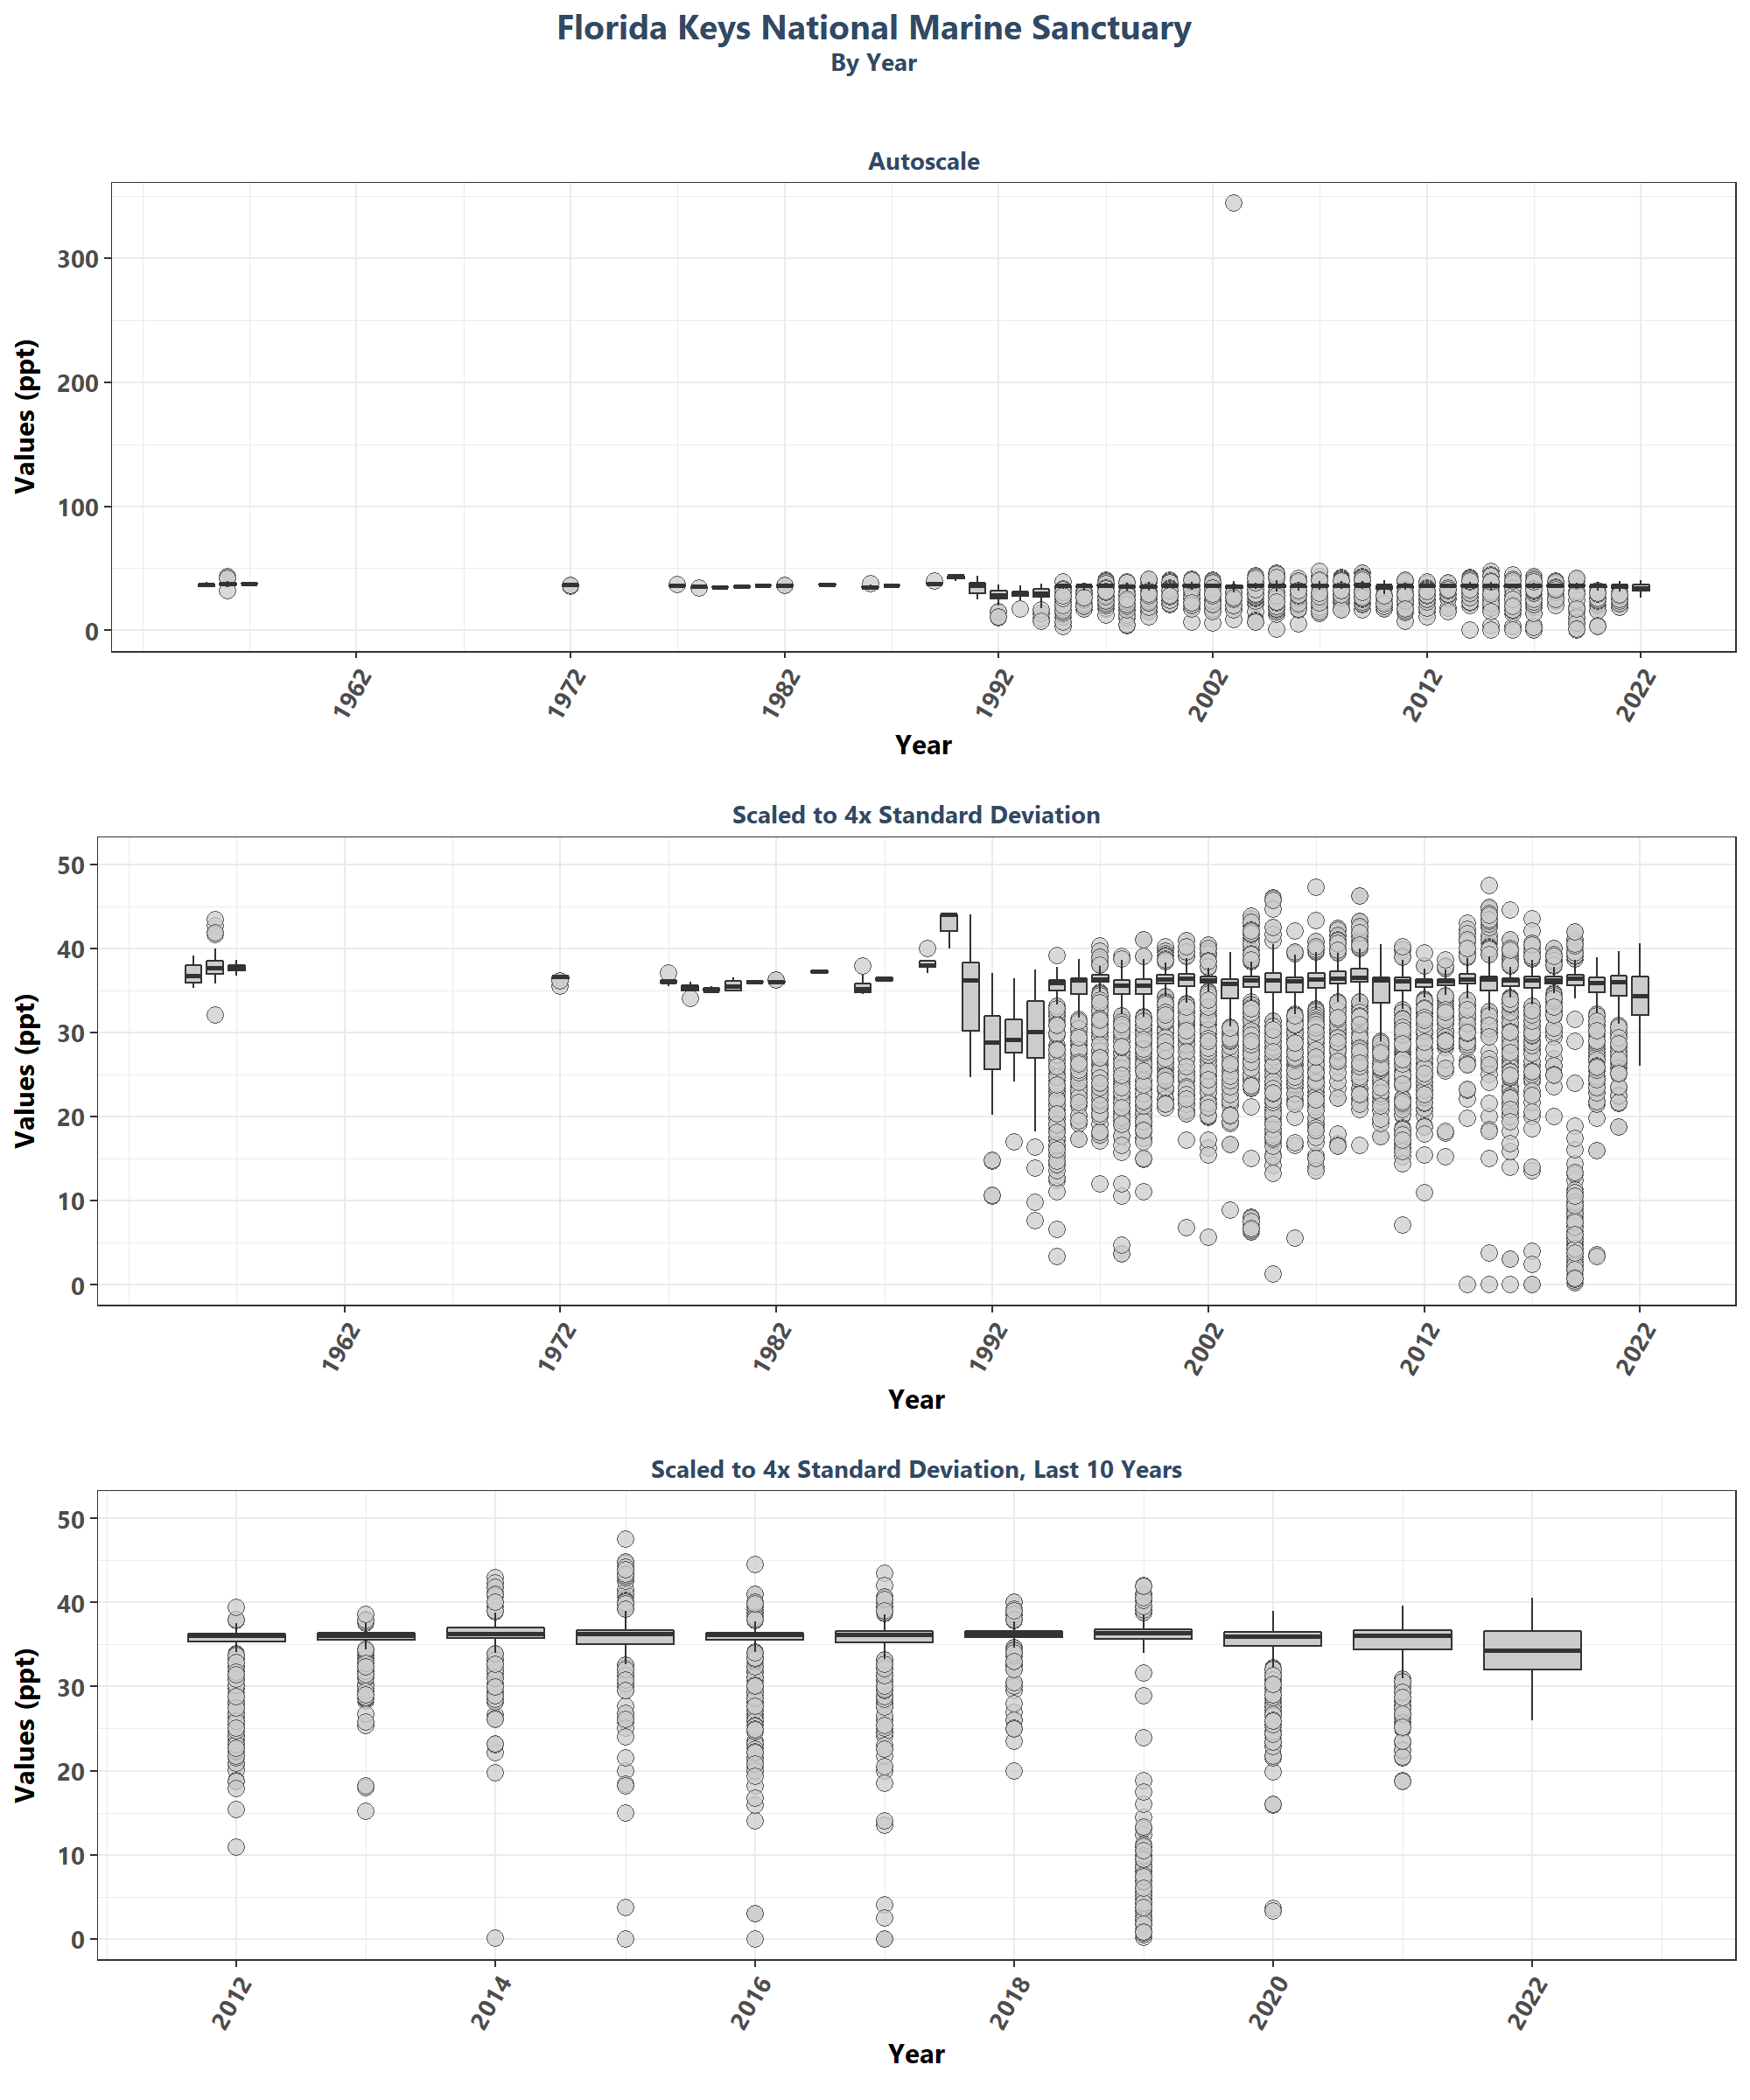 Florida Keys National Marine Sanctuary
By Year
Autoscale
Values (ppt)
300
200
100
0
1962 1972 1982 1992 2002 2012 2022
Year
Scaled to 4x Standard Deviation
Values (ppt)
50
40
30
20
10
0
1962 1972 1982 1992 2002 2012 2022
Year
Scaled to 4x Standard Deviation, Last 10 Years
Values (ppt)
50
40
30
20
10
0
2012 2014 2016 2018 2020 2022
Year